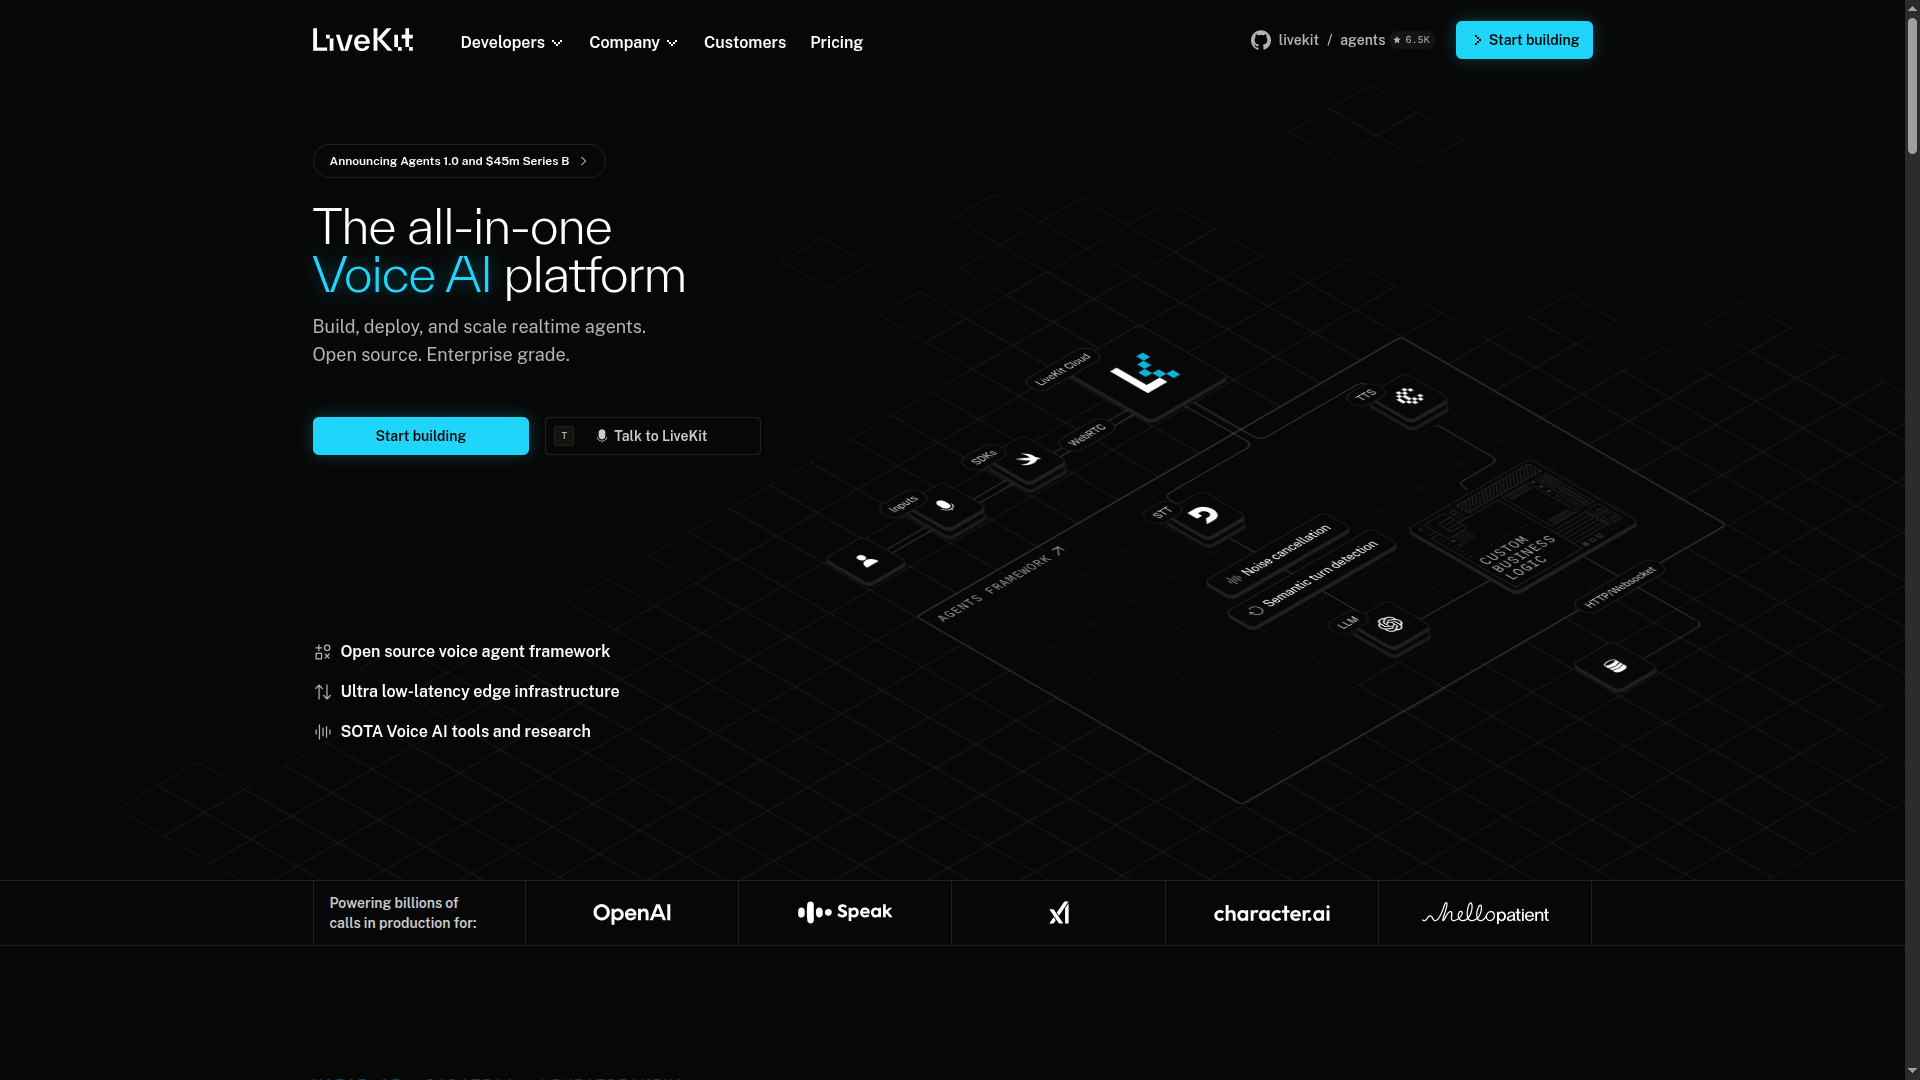 LiveKit
Developers
Company
Customers
Pricing
livekit / agents ★ 6.5K
Start building
Announcing Agents 1.0 and $45m Series B
The all-in-one
Voice AI platform
Build, deploy, and scale realtime agents.
Open source. Enterprise grade.
Start building
T
Talk to LiveKit
LiveKit Cloud
WebRTC
SDKs
Inputs
TTS
STT
Noise cancellation
Semantic turn detection
AGENTS FRAMEWORK
CUSTOM
BUSINESS
LOGIC
HTTP/Websocket
LLM
Open source voice agent framework
Ultra low-latency edge infrastructure
SOTA Voice AI tools and research
Powering billions of
calls in production for:
OpenAI
Speak
xI
character.ai
hellopatient